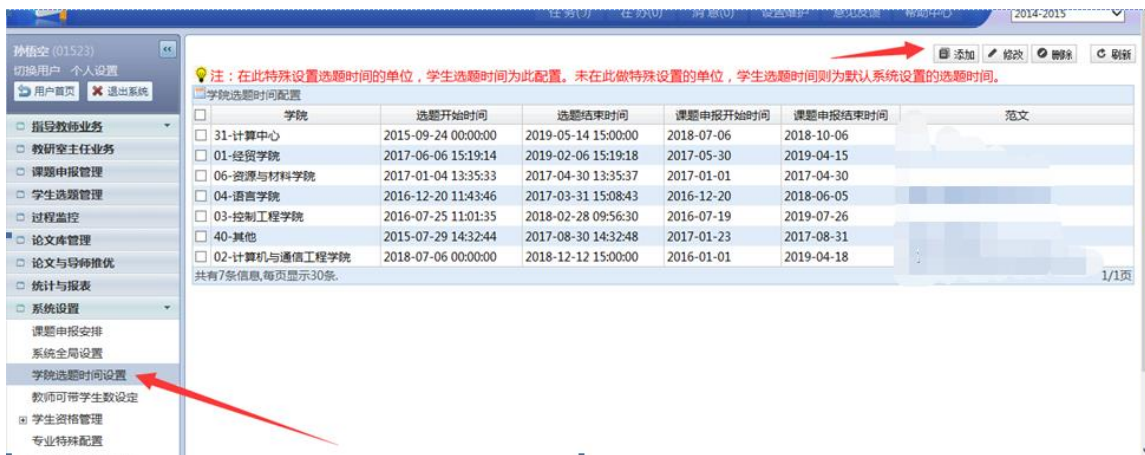 2014-2015
孙悟空 (01523)
切换用户 个人设置
用户首页 退出系统
指导教师业务
教研室主任业务
课题申报管理
学生选题管理
过程监控
论文库管理
论文与导师推优
统计与报表
系统设置
课题申报安排
系统全局设置
学院选题时间设置
教师可带学生数设定
学生资格管理
专业特殊配置
添加 修改 删除 刷新
注:在此特殊设置选题时间的单位,学生选题时间为此配置。未在此做特殊设置的单位,学生选题时间则为默认系统设置的选题时间。
学院选题时间配置
学院 选题开始时间 选题结束时间 课题申报开始时间 课题申报结束时间 范文
31-计算中心 2015-09-24 00:00:00 2019-05-14 15:00:00 2018-07-06 2018-10-06
01-经贸学院 2017-06-06 15:19:14 2019-02-06 15:19:18 2017-05-30 2019-04-15
06-资源与材料学院 2017-01-04 13:35:33 2017-04-30 13:35:37 2017-01-01 2017-04-30
04-语言学院 2016-12-20 11:43:46 2017-03-31 15:08:43 2016-12-20 2018-06-05
03-控制工程学院 2016-07-25 11:01:35 2018-02-28 09:56:30 2016-07-19 2019-07-26
40-其他 2015-07-29 14:32:44 2017-08-30 14:32:48 2017-01-23 2017-08-31
02-计算机与通信工程学院 2018-07-06 00:00:00 2018-12-12 15:00:00 2016-01-01 2019-04-18
共有7条信息,每页显示30条. 1/1页